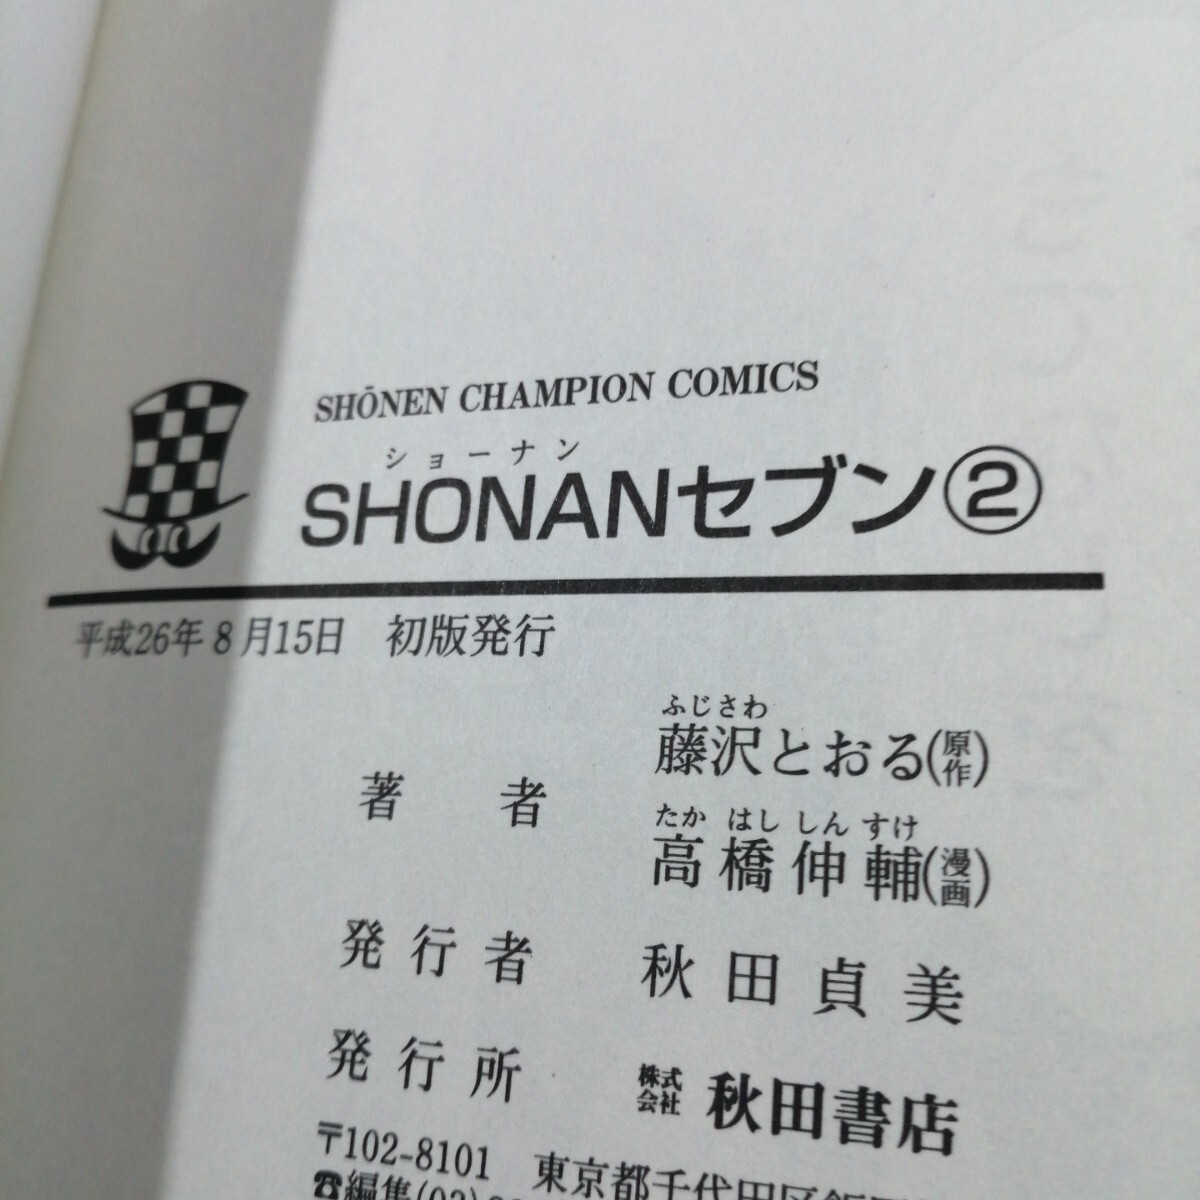 SHŌNEN CHAMPION COMICS
ショーナン
SHONANセブン②
平成26年8月15日 初版発行
ふじさわ
著者 藤沢とおる(原作)
たかはししんすけ
高橋伸輔(漫画)
発行者 秋田貞美
発行所 株式会社 秋田書店
〒102-8101 東京都千代田区飯
☎編集(03)